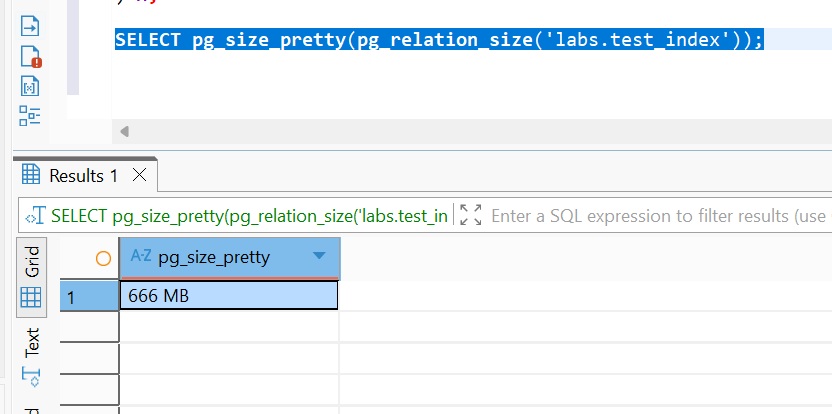 SELECT pg_size_pretty(pg_relation_size('labs.test_index'));
Results 1
SELECT pg_size_pretty(pg_relation_size('labs.test_in
Enter a SQL expression to filter results (use
Grid
A-Z pg_size_pretty
1 666 MB
Text